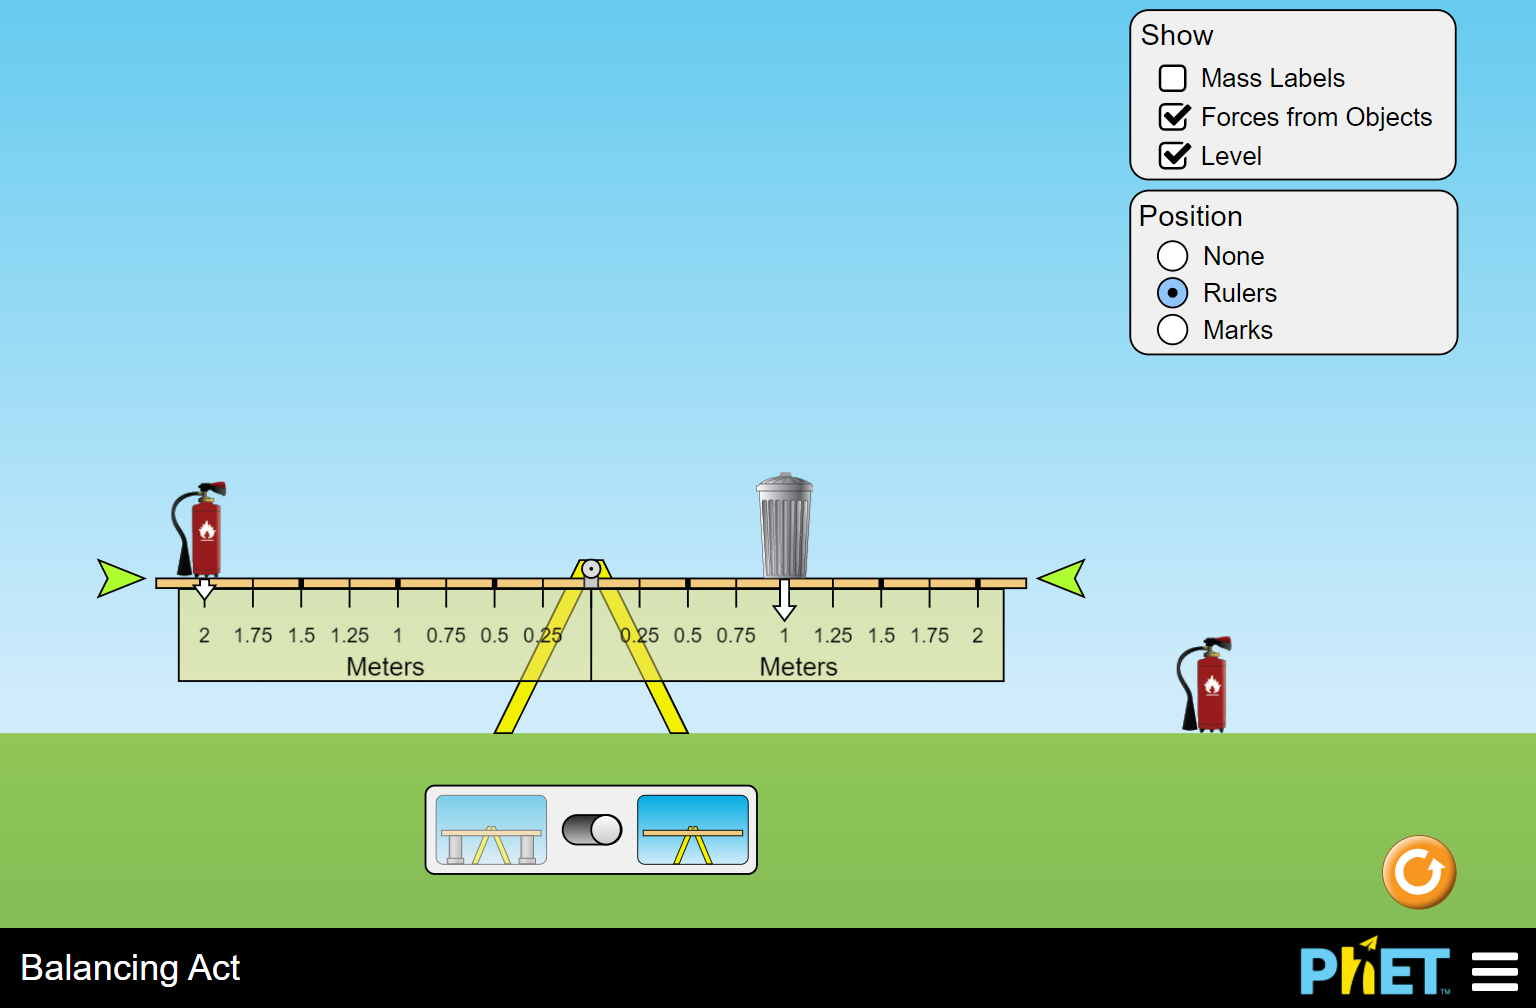 Show
Mass Labels
Forces from Objects
Level
Position
None
Rulers
Marks
2 1.75 1.5 1.25 1 0.75 0.5 0.25 0.25 0.5 0.75 1 1.25 1.5 1.75 2
Meters Meters
Balancing Act
PhET™